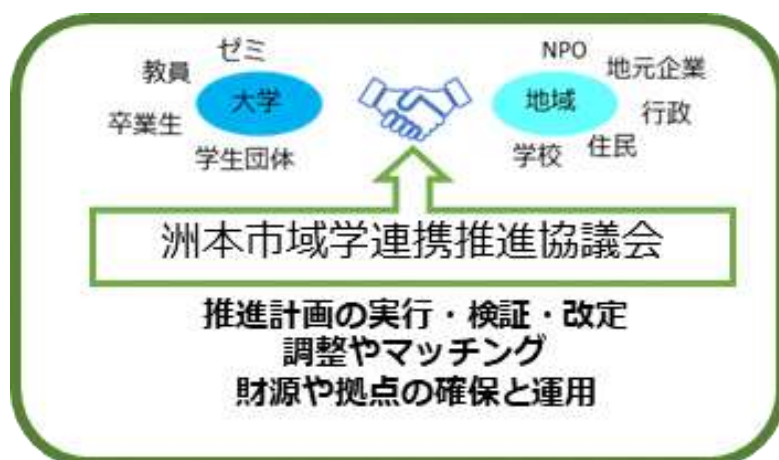 ゼミ
教員
大学
卒業生
学生団体
NPO
地元企業
地域
行政
学校
住民
洲本市域学連携推進協議会
推進計画の実行・検証・改定
調整やマッチング
財源や拠点の確保と運用